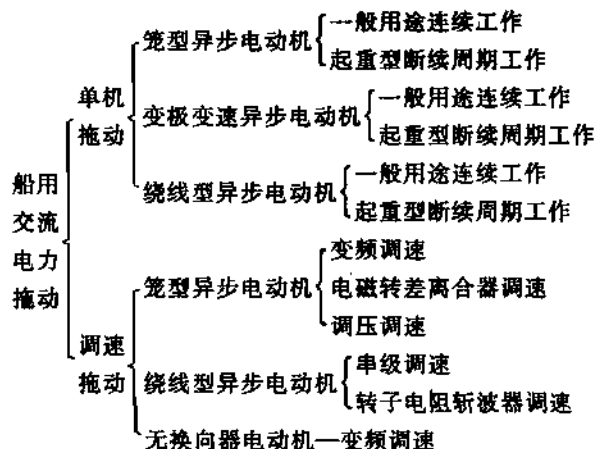 船用
交流
电力
拖动
单机
拖动
笼型异步电动机
一般用途连续工作
起重型断续周期工作
变极变速异步电动机
一般用途连续工作
起重型断续周期工作
绕线型异步电动机
一般用途连续工作
起重型断续周期工作
调速
拖动
笼型异步电动机
变频调速
电磁转差离合器调速
调压调速
绕线型异步电动机
串级调速
转子电阻斩波器调速
无换向器电动机—变频调速